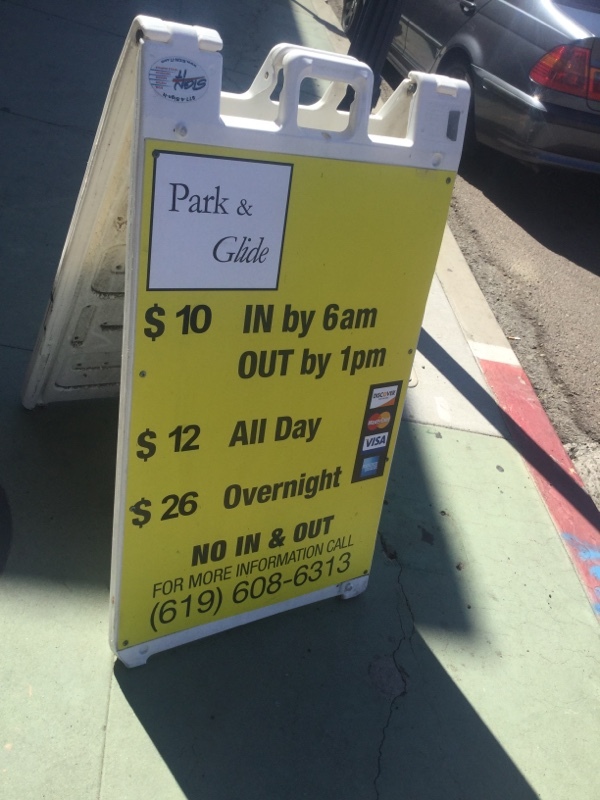 Park &
Glide
$ 10 IN by 6am
OUT by 1pm
DISCOVER
MasterCard
VISA
$ 12 All Day
$ 26 Overnight
NO IN & OUT
FOR MORE INFORMATION CALL
(619) 608-6313